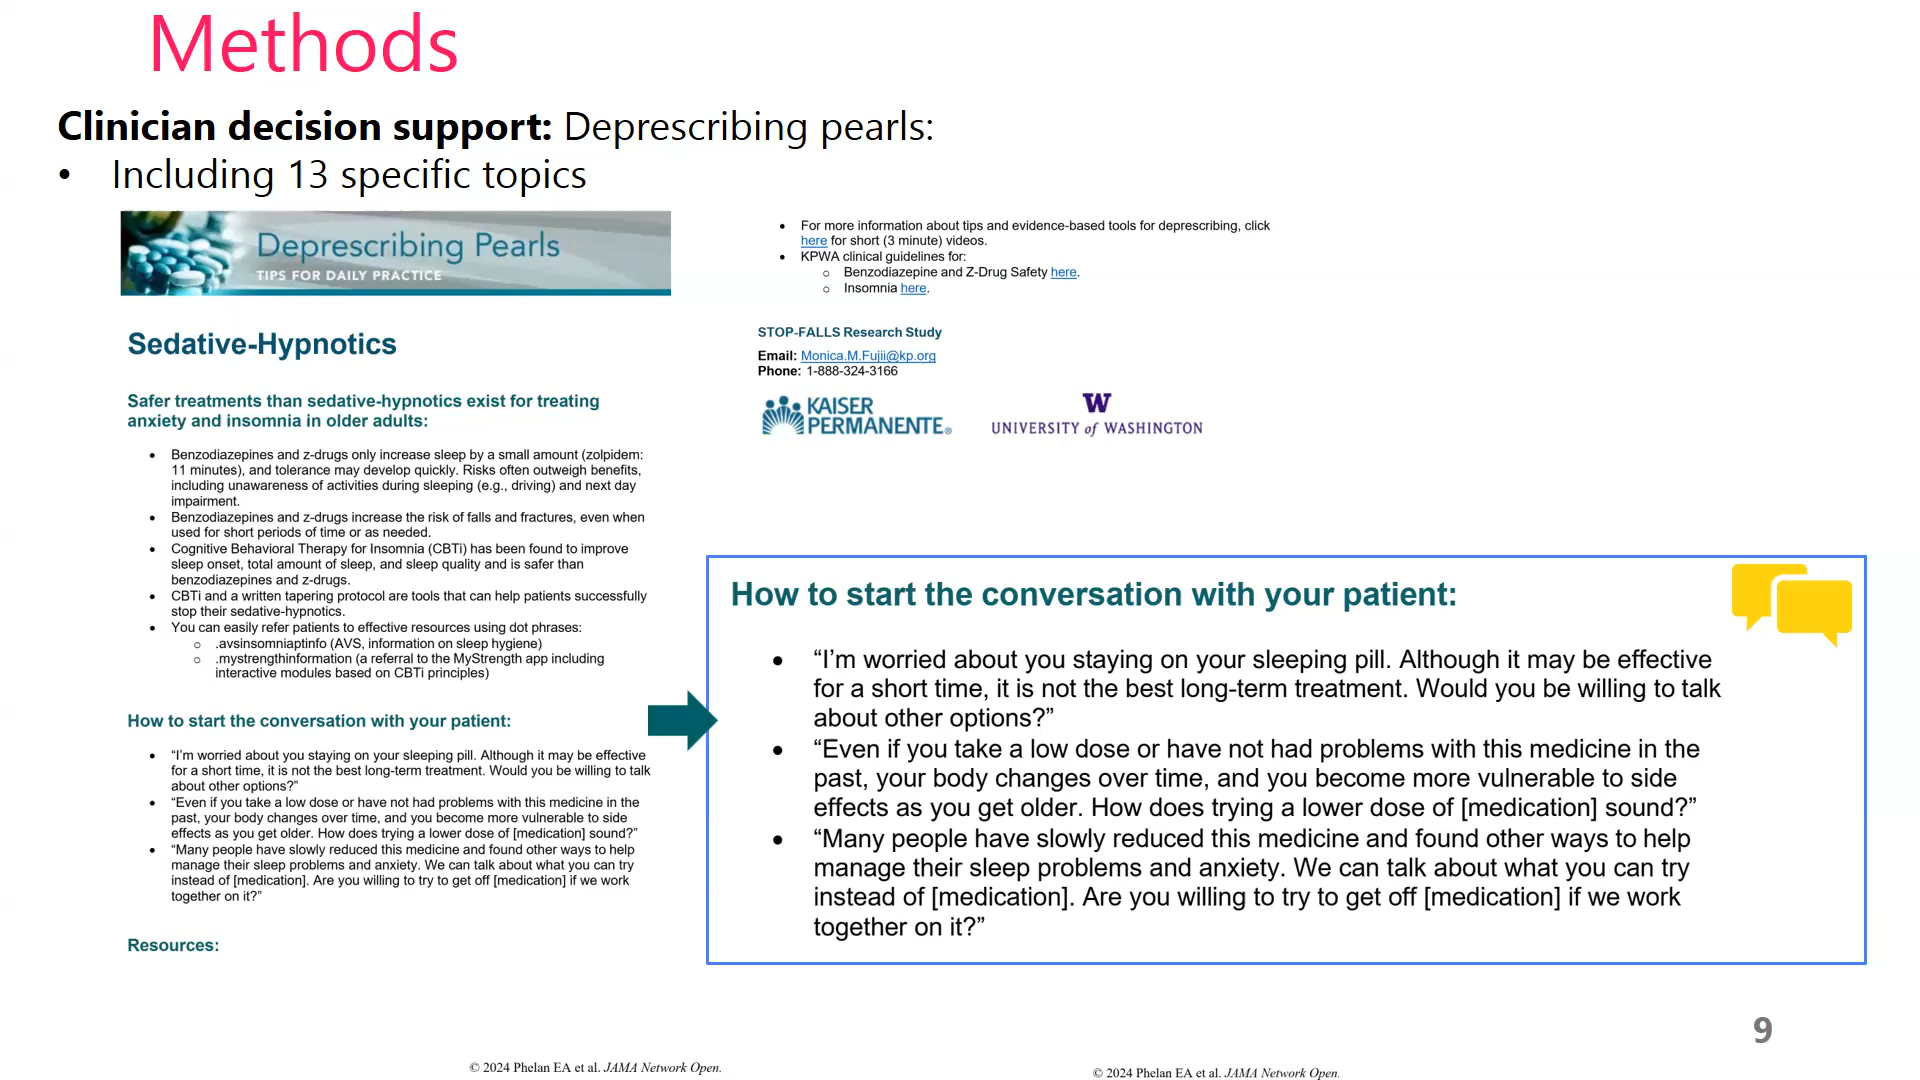 Methods
Clinician decision support: Deprescribing pearls:
• Including 13 specific topics
Deprescribing Pearls
TIPS FOR DAILY PRACTICE
Sedative-Hypnotics
Safer treatments than sedative-hypnotics exist for treating
anxiety and insomnia in older adults:
• Benzodiazepines and z-drugs only increase sleep by a small amount (zolpidem:
11 minutes), and tolerance may develop quickly. Risks often outweigh benefits,
including unawareness of activities during sleeping (e.g., driving) and next day
impairment.
• Benzodiazepines and z-drugs increase the risk of falls and fractures, even when
used for short periods of time or as needed.
• Cognitive Behavioral Therapy for Insomnia (CBTi) has been found to improve
sleep onset, total amount of sleep, and sleep quality and is safer than
benzodiazepines and z-drugs.
• CBTi and a written tapering protocol are tools that can help patients successfully
stop their sedative-hypnotics.
• You can easily refer patients to effective resources using dot phrases:
o .avsinsomniaptinfo (AVS, information on sleep hygiene)
o .mystrengthinformation (a referral to the MyStrength app including
interactive modules based on CBTi principles)
How to start the conversation with your patient:
• “I’m worried about you staying on your sleeping pill. Although it may be effective
for a short time, it is not the best long-term treatment. Would you be willing to talk
about other options?”
• “Even if you take a low dose or have not had problems with this medicine in the
past, your body changes over time, and you become more vulnerable to side
effects as you get older. How does trying a lower dose of [medication] sound?”
• “Many people have slowly reduced this medicine and found other ways to help
manage their sleep problems and anxiety. We can talk about what you can try
instead of [medication]. Are you willing to try to get off [medication] if we work
together on it?”
Resources:
• For more information about tips and evidence-based tools for deprescribing, click
here for short (3 minute) videos.
• KPWA clinical guidelines for:
o Benzodiazepine and Z-Drug Safety here.
o Insomnia here.
STOP-FALLS Research Study
Email: Monica.M.Fujii@kp.org
Phone: 1-888-324-3166
KAISER
PERMANENTE®
W
UNIVERSITY of WASHINGTON
How to start the conversation with your patient:
• “I’m worried about you staying on your sleeping pill. Although it may be effective
for a short time, it is not the best long-term treatment. Would you be willing to talk
about other options?”
• “Even if you take a low dose or have not had problems with this medicine in the
past, your body changes over time, and you become more vulnerable to side
effects as you get older. How does trying a lower dose of [medication] sound?”
• “Many people have slowly reduced this medicine and found other ways to help
manage their sleep problems and anxiety. We can talk about what you can try
instead of [medication]. Are you willing to try to get off [medication] if we work
together on it?”
9
© 2024 Phelan EA et al. JAMA Network Open.
© 2024 Phelan EA et al. JAMA Network Open.